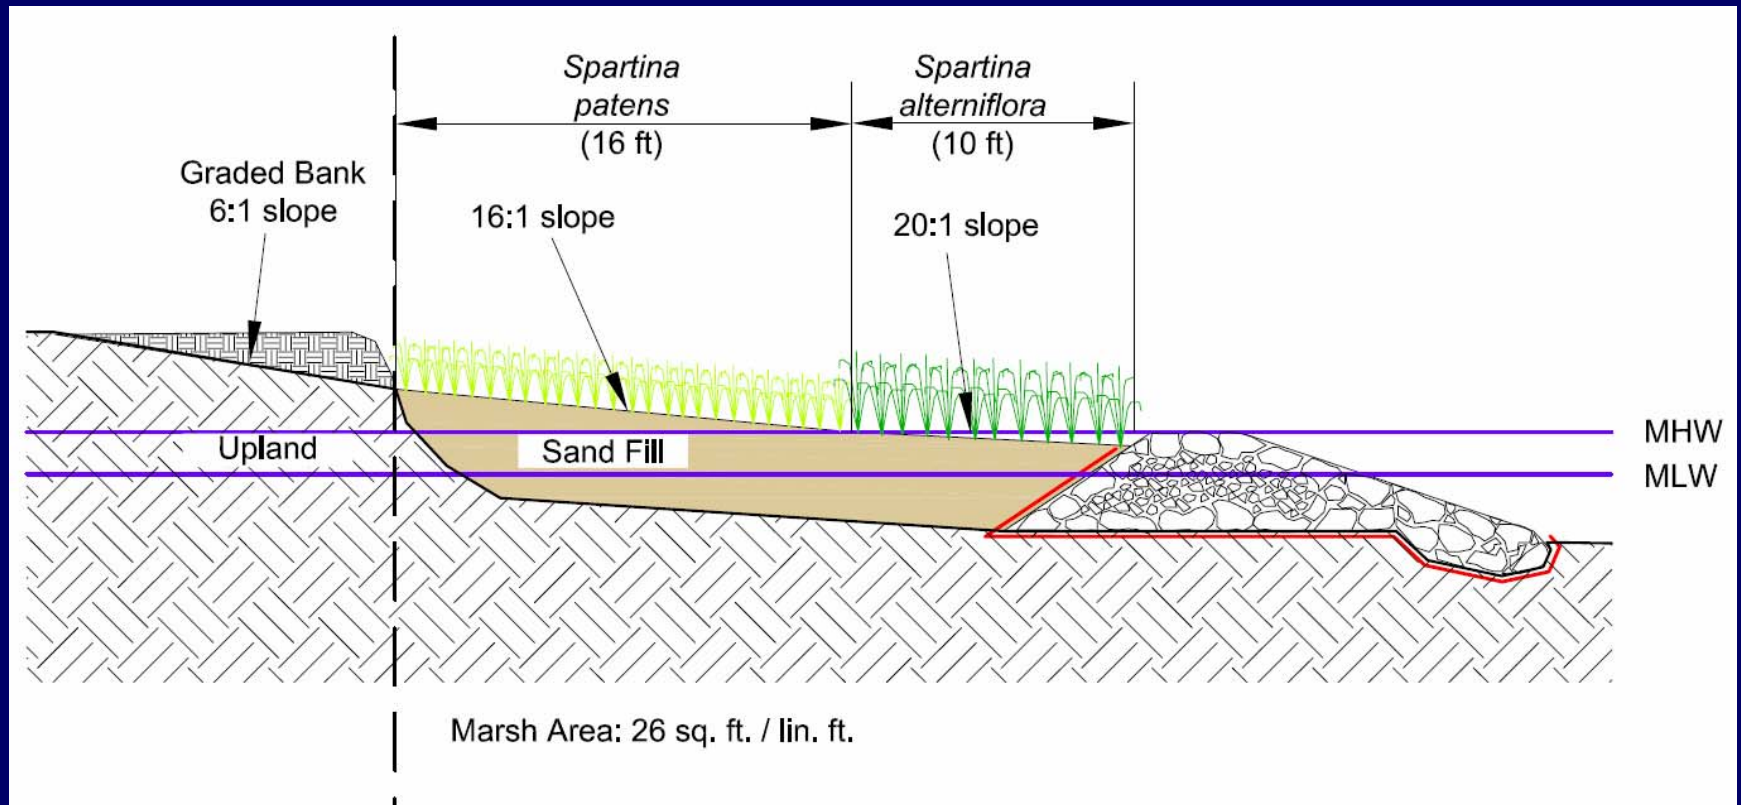 Spartina
patens
(16 ft)
Spartina
alterniflora
(10 ft)
Graded Bank
6:1 slope
16:1 slope
20:1 slope
MHW
Upland
Sand Fill
MLW
Marsh Area: 26 sq. ft. / lin. ft.